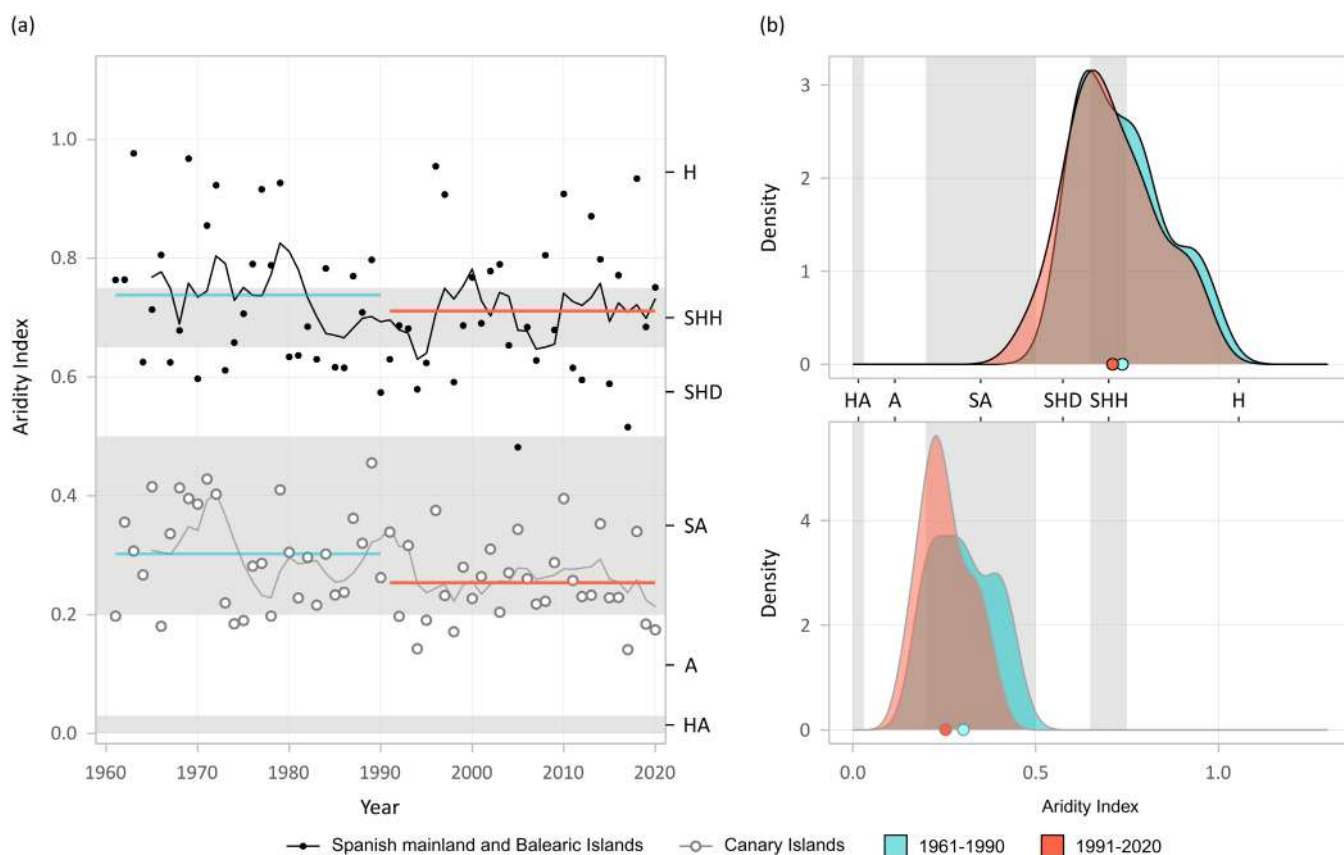 (a)
(b)
Aridity Index
1.0
0.8
0.6
0.4
0.2
0.0
H
SHH
SHD
SA
A
HA
1960 1970 1980 1990 2000 2010 2020
Year
Density
3
2
1
0
HA A SA SHD SHH H
Density
4
2
0
0.0 0.5 1.0
Aridity Index
Spanish mainland and Balearic Islands Canary Islands 1961-1990 1991-2020